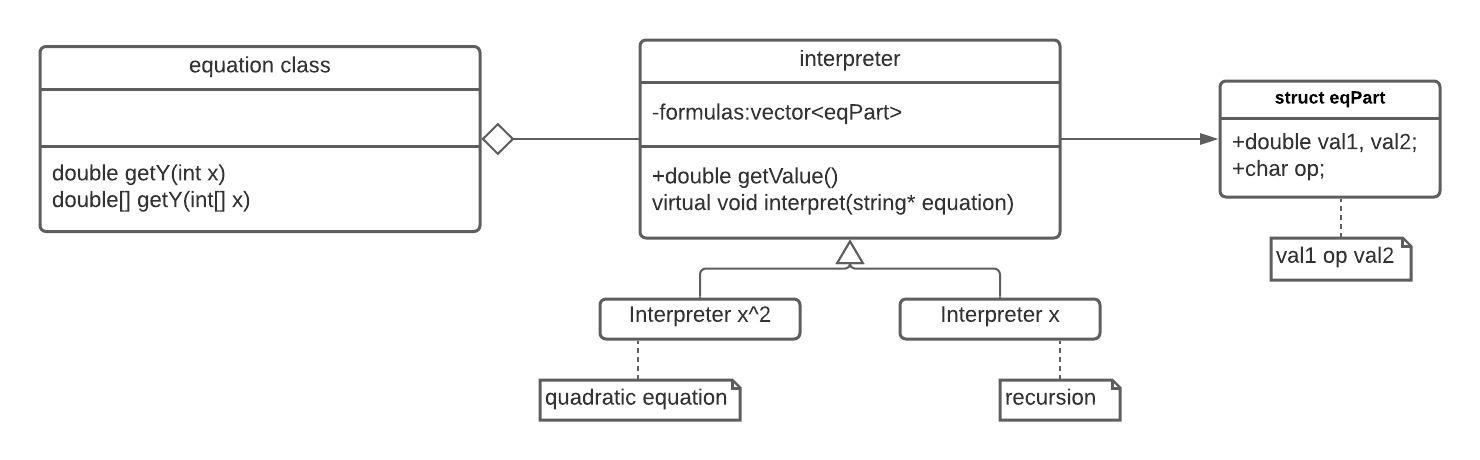 equation class
double getY(int x)
double[] getY(int[] x)
interpreter
-formulas:vector<eqPart>
+double getValue()
virtual void interpret(string* equation)
struct eqPart
+double val1, val2;
+char op;
val1 op val2
Interpreter x^2
Interpreter x
quadratic equation
recursion